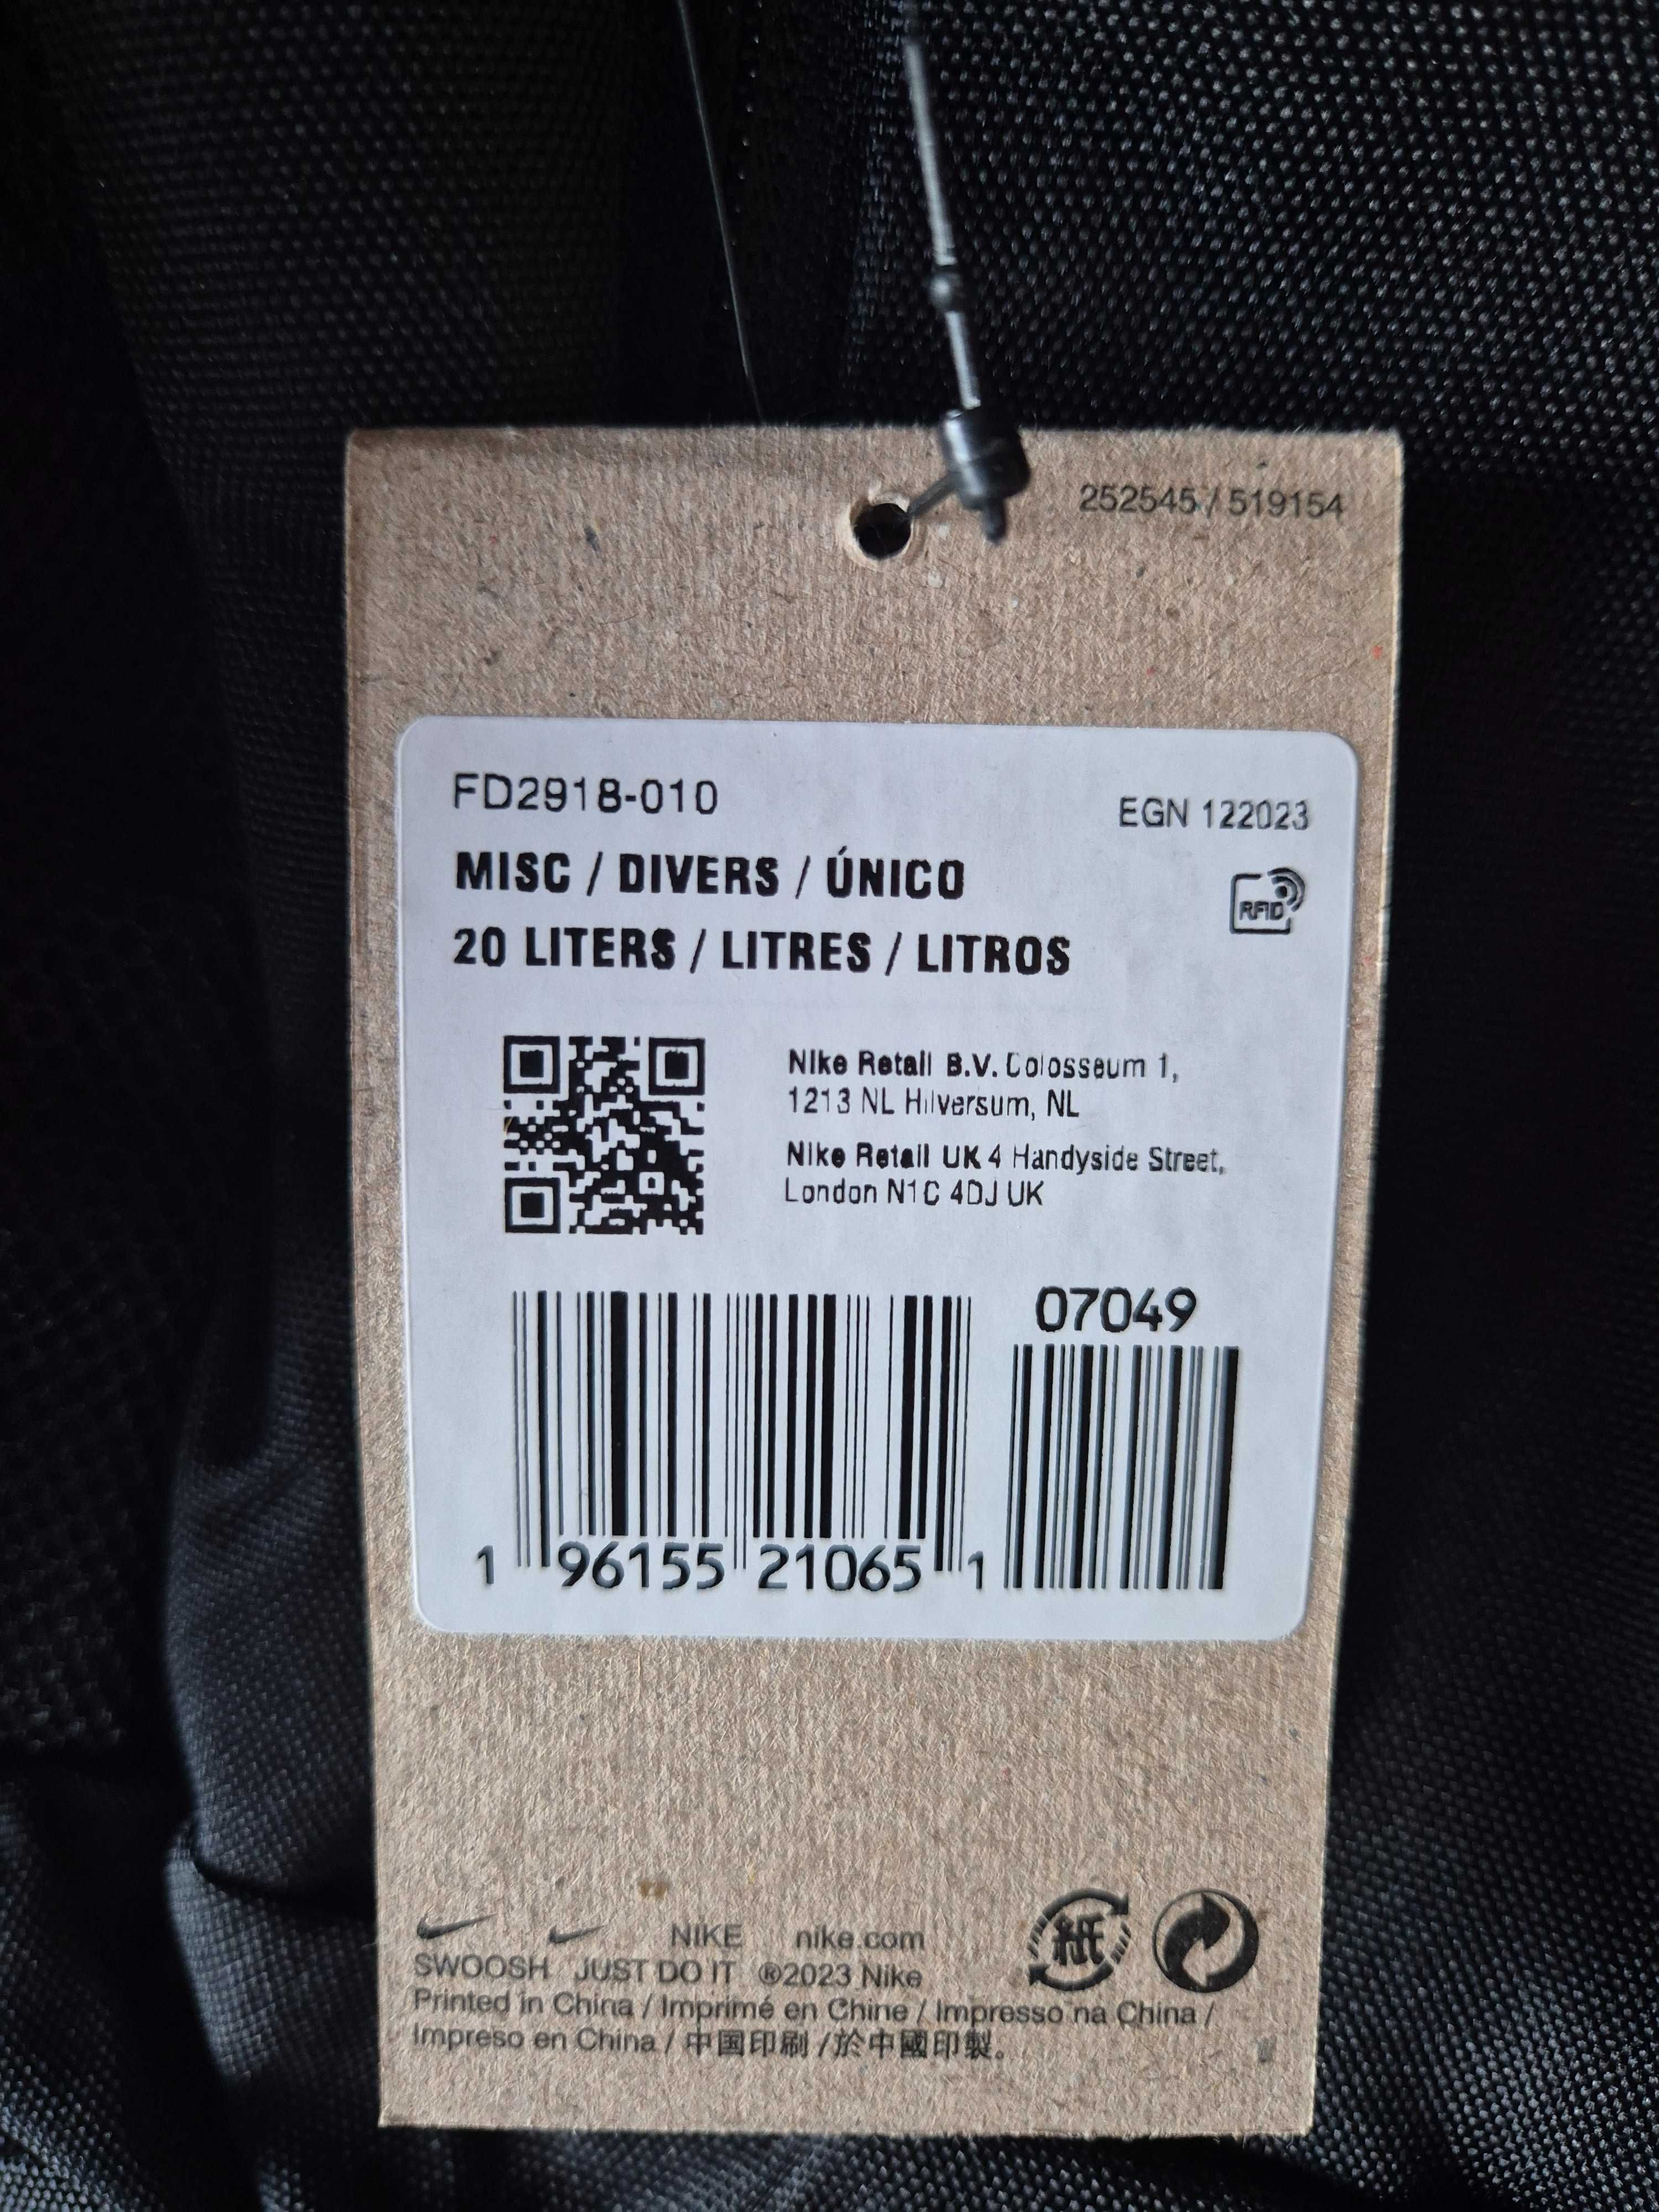 252545 / 519154
FD2918-010
EGN 122023
MISC / DIVERS / ÚNICO
RFID
20 LITERS / LITRES / LITROS
Nike Retail B.V. Colosseum 1,
1213 NL Hilversum, NL
Nike Retail UK 4 Handyside Street,
London N1C 4DJ UK
07049
1 96155 21065 1
紙
NIKE nike.com
SWOOSH JUST DO IT ®2023 Nike
Printed in China / Imprimé en Chine / Impresso na China /
Impreso en China / 中国印刷 /於中國印製。